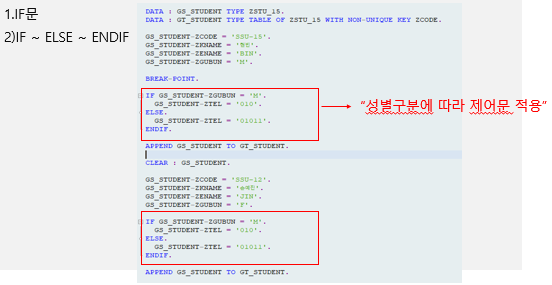 1.IF문
2)IF ~ ELSE ~ ENDIF
DATA : GS_STUDENT TYPE ZSTU_15.
DATA : GT_STUDENT TYPE TABLE OF ZSTU_15 WITH NON-UNIQUE KEY ZCODE.
GS_STUDENT-ZCODE = 'SSU-15'.
GS_STUDENT-ZKNAME =
GS_STUDENT-ZENAME = 'BIN'.
GS_STUDENT-ZGUBUN = 'M'.
BREAK-POINT.
IF GS_STUDENT-ZGUBUN = 'M'.
GS_STUDENT-ZTEL = '010'.
ELSE.
GS_STUDENT-ZTEL = '01011'.
ENDIF.
"성별구분에 따라 제어문 적용"
APPEND GS_STUDENT TO GT_STUDENT.
CLEAR : GS_STUDENT.
GS_STUDENT-ZCODE = 'SSU-12'.
GS_STUDENT-ZKNAME =
GS_STUDENT-ZENAME = 'JIN'.
GS_STUDENT-ZGUBUN = 'F'.
IF GS_STUDENT-ZGUBUN = 'M'.
GS_STUDENT-ZTEL = '010'.
ELSE.
GS_STUDENT-ZTEL = '01011'.
ENDIF.
APPEND GS_STUDENT TO GT_STUDENT.